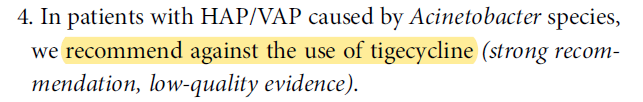 4. In patients with HAP/VAP caused by Acinetobacter species,
we recommend against the use of tigecycline (strong recom-
mendation, low-quality evidence).